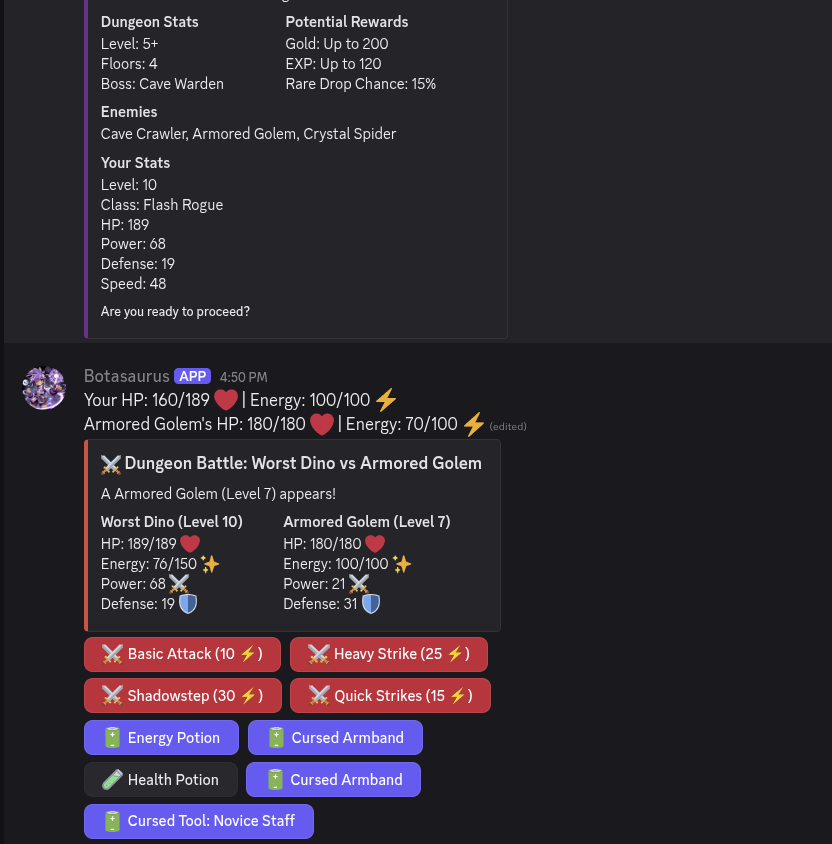 Dungeon Stats
Potential Rewards
Level: 5+
Gold: Up to 200
Floors: 4
EXP: Up to 120
Boss: Cave Warden
Rare Drop Chance: 15%
Enemies
Cave Crawler, Armored Golem, Crystal Spider
Your Stats
Level: 10
Class: Flash Rogue
HP: 189
Power: 68
Defense: 19
Speed: 48
Are you ready to proceed?
Botasaurus APP 4:50 PM
Your HP: 160/189 ❤️ | Energy: 100/100 ⚡
Armored Golem's HP: 180/180 ❤️ | Energy: 70/100 ⚡ (edited)
⚔️ Dungeon Battle: Worst Dino vs Armored Golem
A Armored Golem (Level 7) appears!
Worst Dino (Level 10)
Armored Golem (Level 7)
HP: 189/189 ❤️
HP: 180/180 ❤️
Energy: 76/150 ✨
Energy: 100/100 ✨
Power: 68 ⚔️
Power: 21 ⚔️
Defense: 19 🛡️
Defense: 31 🛡️
⚔️ Basic Attack (10 ⚡)
⚔️ Heavy Strike (25 ⚡)
⚔️ Shadowstep (30 ⚡)
⚔️ Quick Strikes (15 ⚡)
🔋 Energy Potion
🔋 Cursed Armband
🧪 Health Potion
🔋 Cursed Armband
🔋 Cursed Tool: Novice Staff